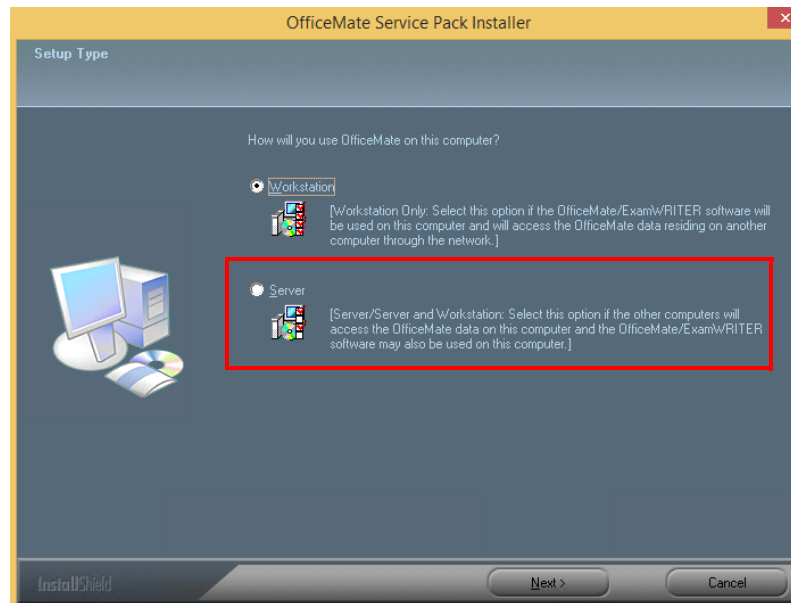 OfficeMate Service Pack Installer
Setup Type
How will you use OfficeMate on this computer?
Workstation
[Workstation Only: Select this option if the OfficeMate/ExamWRITER software will
be used on this computer and will access the OfficeMate data residing on another
computer through the network.]
Server
[Server/Server and Workstation: Select this option if the other computers will
access the OfficeMate data on this computer and the OfficeMate/ExamWRITER
software may also be used on this computer.]
InstallShield
Next >
Cancel